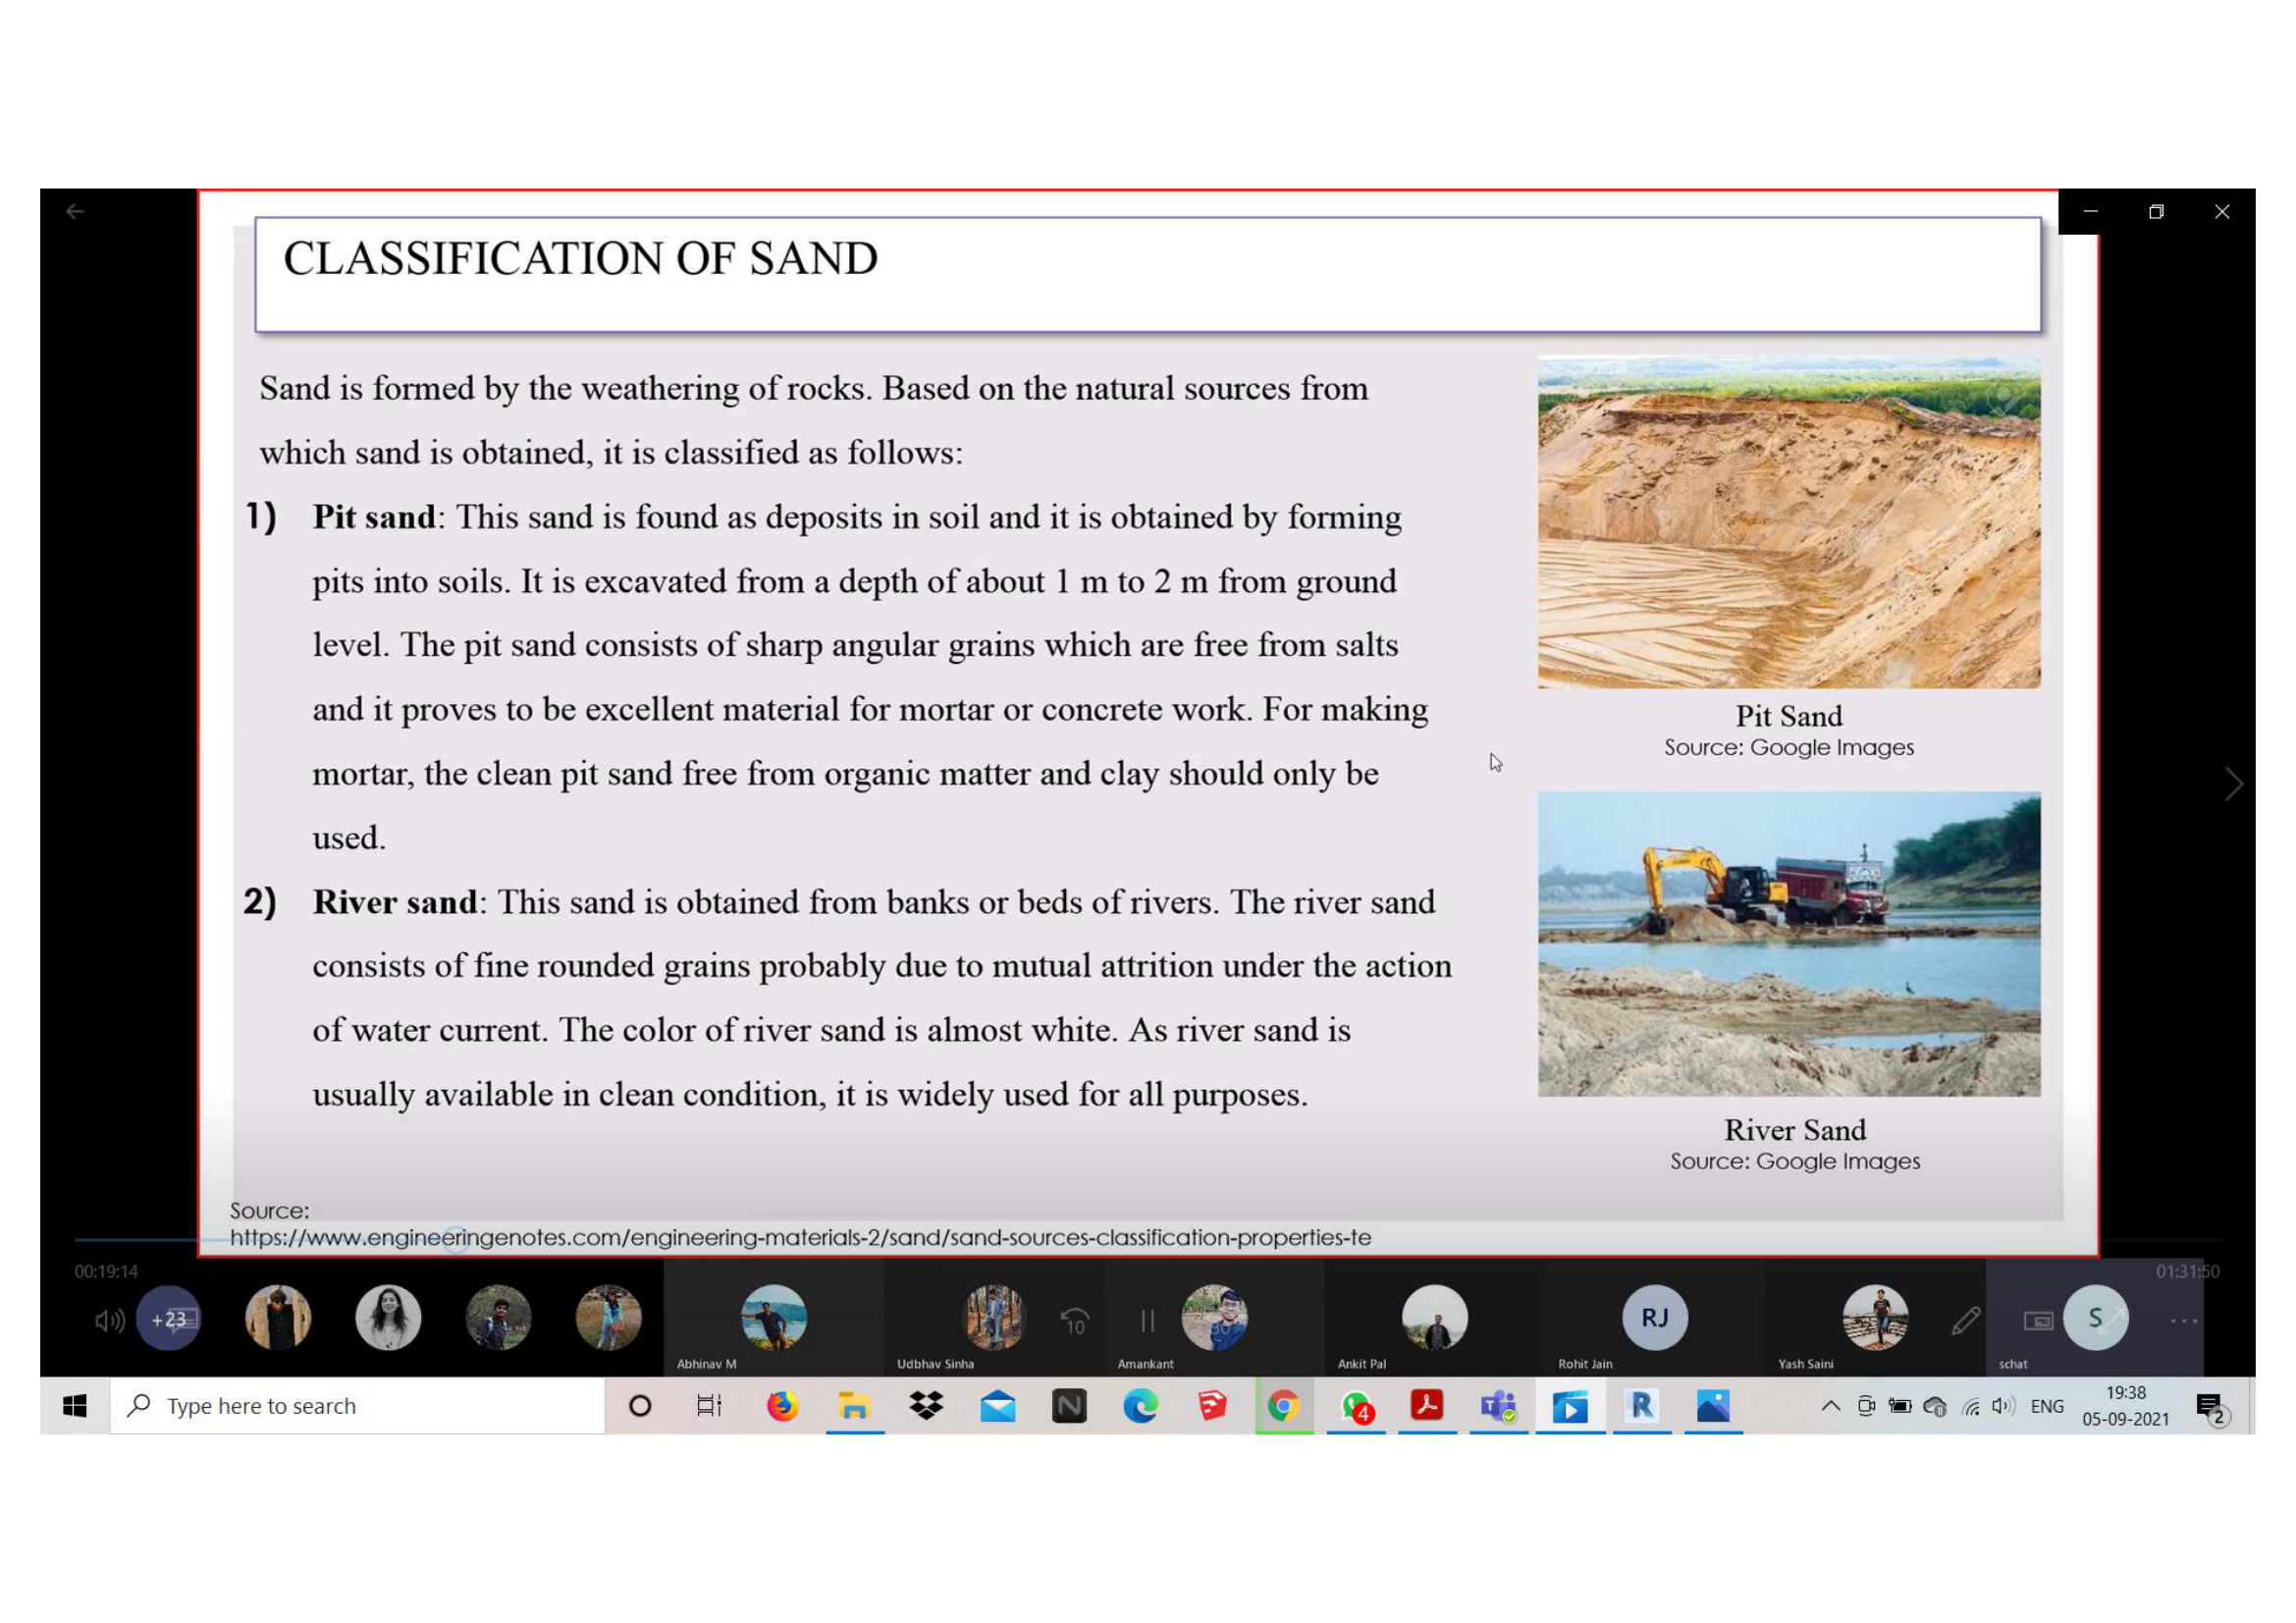 CLASSIFICATION OF SAND
Sand is formed by the weathering of rocks. Based on the natural sources from
which sand is obtained, it is classified as follows:
1) Pit sand: This sand is found as deposits in soil and it is obtained by forming
pits into soils. It is excavated from a depth of about 1 m to 2 m from ground
level. The pit sand consists of sharp angular grains which are free from salts
and it proves to be excellent material for mortar or concrete work. For making
mortar, the clean pit sand free from organic matter and clay should only be
used.
2) River sand: This sand is obtained from banks or beds of rivers. The river sand
consists of fine rounded grains probably due to mutual attrition under the action
of water current. The color of river sand is almost white. As river sand is
usually available in clean condition, it is widely used for all purposes.
Pit Sand
Source: Google Images
River Sand
Source: Google Images
Source:
https://www.engineeringenotes.com/engineering-materials-2/sand/sand-sources-classification-properties-te
00:19:14
01:31:50
+23
10
30
RJ
S
Abhinav M
Udbhav Sinha
Amankant
Ankit Pal
Rohit Jain
Yash Saini
schat
Type here to search
N
4
T
R
ENG
19:38
05-09-2021
2